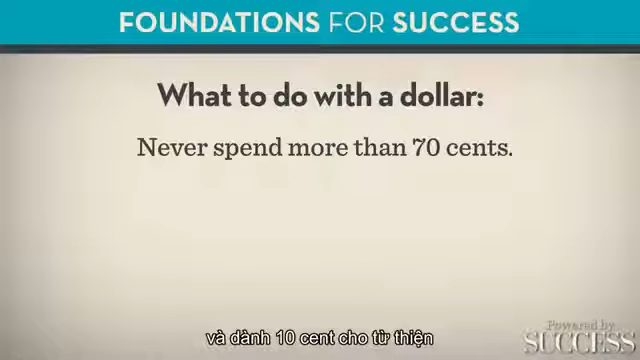 FOUNDATIONS FOR SUCCESS
What to do with a dollar:
Never spend more than 70 cents.
và dành 10 cent cho từ thiện
Powered by
SUCCESS